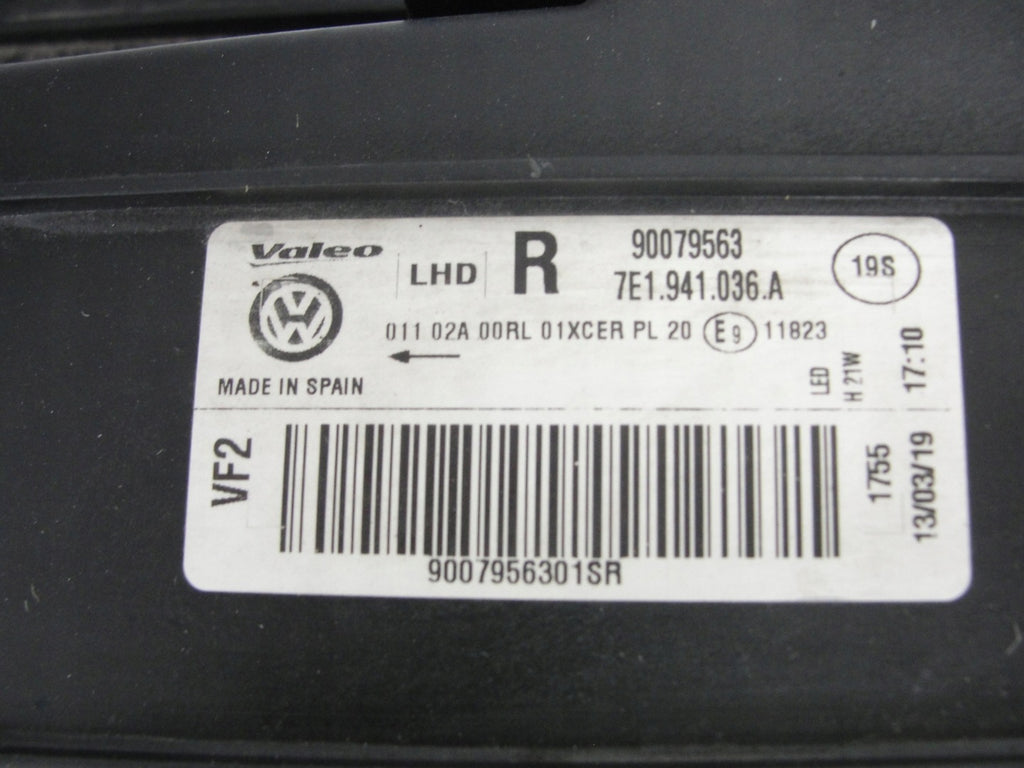 Valeo
LHD
R
90079563
7E1.941.036.A
19S
011 02A 00RL 01XCER PL 20 E9 11823
MADE IN SPAIN
LED
H 21W
17:10
VF2
1755
13/03/19
9007956301SR